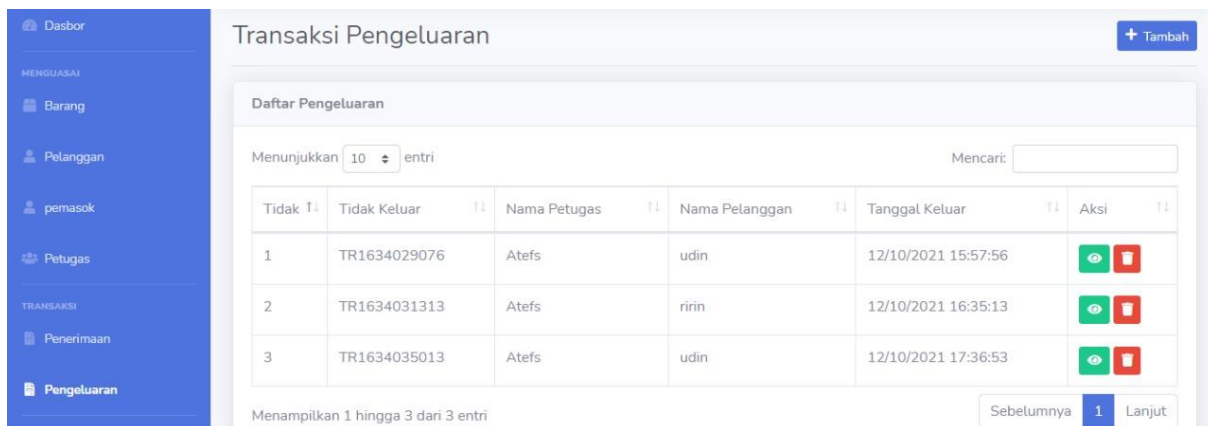 Dasbor
MENGUASAI
Barang
Pelanggan
pemasok
Petugas
TRANSAKSI
Penerimaan
Pengeluaran
Transaksi Pengeluaran
+ Tambah
Daftar Pengeluaran
Menunjukkan 10 entri
Mencari:
Tidak Tidak Keluar Nama Petugas Nama Pelanggan Tanggal Keluar Aksi
1 TR1634029076 Atefs udin 12/10/2021 15:57:56
2 TR1634031313 Atefs ririn 12/10/2021 16:35:13
3 TR1634035013 Atefs udin 12/10/2021 17:36:53
Menampilkan 1 hingga 3 dari 3 entri
Sebelumnya 1 Lanjut